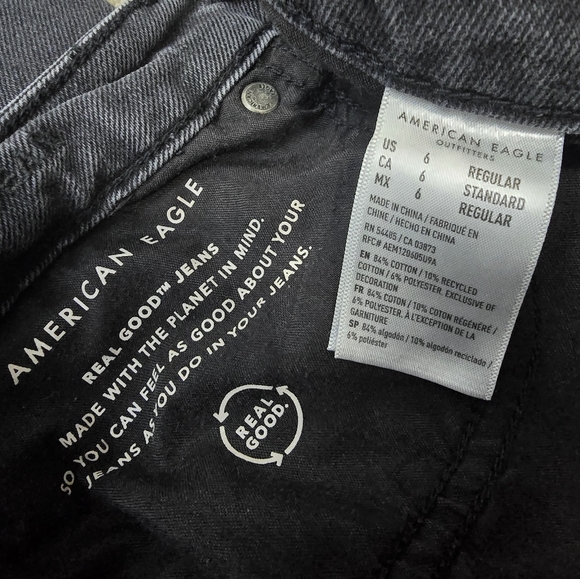 AMERICAN EAGLE
REAL GOOD™ JEANS
MADE WITH THE PLANET IN MIND.
SO YOU CAN FEEL AS GOOD ABOUT YOUR
JEANS AS YOU DO IN YOUR JEANS.
REAL
GOOD.
AMERICAN EAGLE
OUTFITTERS
US 6 REGULAR
CA 6 STANDARD
MX 6 REGULAR
MADE IN CHINA / FABRIQUÉ EN
CHINE / HECHO EN CHINA
RN 54485 / CA 03873
RFC# AEM120605U9A
EN 84% COTTON / 10% RECYCLED
COTTON / 6% POLYESTER. EXCLUSIVE OF
DECORATION
FR 84% COTON / 10% COTON RÉGÉNÉRÉ /
6% POLYESTER. À L'EXCEPTION DE LA
GARNITURE
SP 84% algodón / 10% algodón reciclado /
6% poliéster